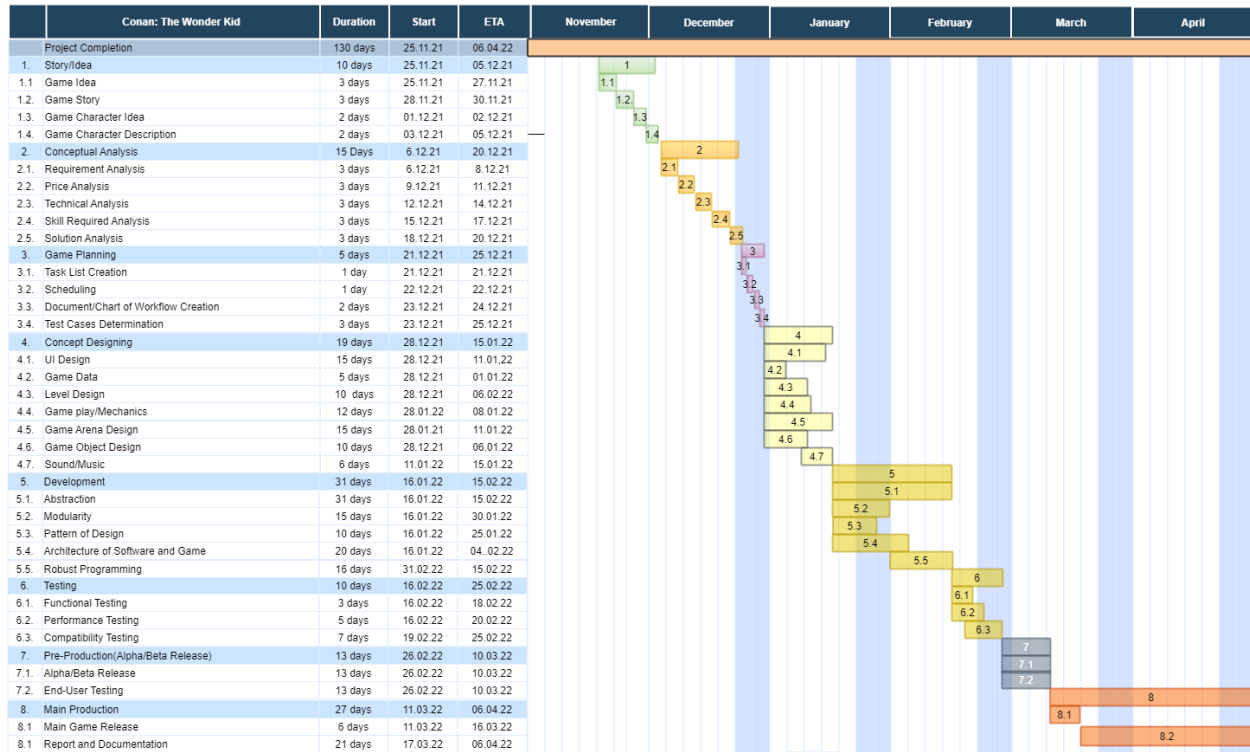 Conan: The Wonder Kid Duration Start ETA November December January February March April
Project Completion 130 days 25.11.21 06.04.22
1. Story/Idea 10 days 25.11.21 05.12.21 1
1.1 Game Idea 3 days 25.11.21 27.11.21 1.1
1.2. Game Story 3 days 28.11.21 30.11.21 1.2.
1.3. Game Character Idea 2 days 01.12.21 02.12.21 1.3
1.4. Game Character Description 2 days 03.12.21 05.12.21 1.4
2. Conceptual Analysis 15 Days 6.12.21 20.12.21 2
2.1. Requirement Analysis 3 days 6.12.21 8.12.21 2.1
2.2. Price Analysis 3 days 9.12.21 11.12.21 2.2
2.3. Technical Analysis 3 days 12.12.21 14.12.21 2.3
2.4. Skill Required Analysis 3 days 15.12.21 17.12.21 2.4
2.5. Solution Analysis 3 days 18.12.21 20.12.21 2.5
3. Game Planning 5 days 21.12.21 25.12.21 3
3.1. Task List Creation 1 day 21.12.21 21.12.21 3.1
3.2. Scheduling 1 day 22.12.21 22.12.21 3.2
3.3. Document/Chart of Workflow Creation 2 days 23.12.21 24.12.21 3.3
3.4. Test Cases Determination 3 days 23.12.21 25.12.21 3.4
4. Concept Designing 19 days 28.12.21 15.01.22 4
4.1. UI Design 15 days 28.12.21 11.01.22 4.1
4.2. Game Data 5 days 28.12.21 01.01.22 4.2
4.3. Level Design 10 days 28.12.21 06.02.22 4.3
4.4. Game play/Mechanics 12 days 28.01.22 08.01.22 4.4
4.5. Game Arena Design 15 days 28.01.21 11.01.22 4.5
4.6. Game Object Design 10 days 28.12.21 06.01.22 4.6
4.7. Sound/Music 6 days 11.01.22 15.01.22 4.7
5. Development 31 days 16.01.22 15.02.22 5
5.1. Abstraction 31 days 16.01.22 15.02.22 5.1
5.2. Modularity 15 days 16.01.22 30.01.22 5.2
5.3. Pattern of Design 10 days 16.01.22 25.01.22 5.3
5.4. Architecture of Software and Game 20 days 16.01.22 04..02.22 5.4
5.5. Robust Programming 16 days 31.02.22 15.02.22 5.5
6. Testing 10 days 16.02.22 25.02.22 6
6.1. Functional Testing 3 days 16.02.22 18.02.22 6.1
6.2. Performance Testing 5 days 16.02.22 20.02.22 6.2
6.3. Compatibility Testing 7 days 19.02.22 25.02.22 6.3
7. Pre-Production(Alpha/Beta Release) 13 days 26.02.22 10.03.22 7
7.1. Alpha/Beta Release 13 days 26.02.22 10.03.22 7.1
7.2. End-User Testing 13 days 26.02.22 10.03.22 7.2
8. Main Production 27 days 11.03.22 06.04.22 8
8.1 Main Game Release 6 days 11.03.22 16.03.22 8.1
8.1 Report and Documentation 21 days 17.03.22 06.04.22 8.2